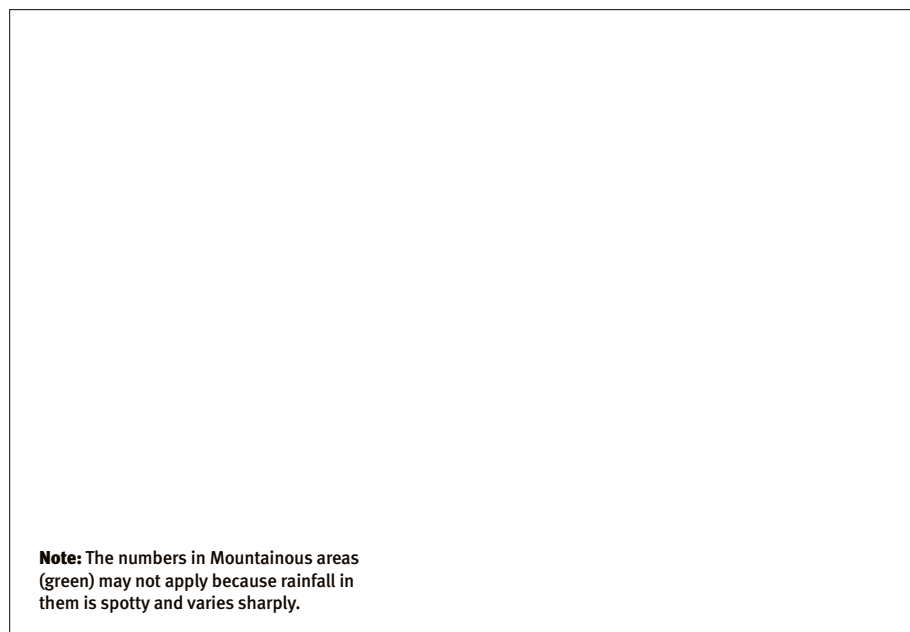 Note: The numbers in Mountainous areas
(green) may not apply because rainfall in
them is spotty and varies sharply.